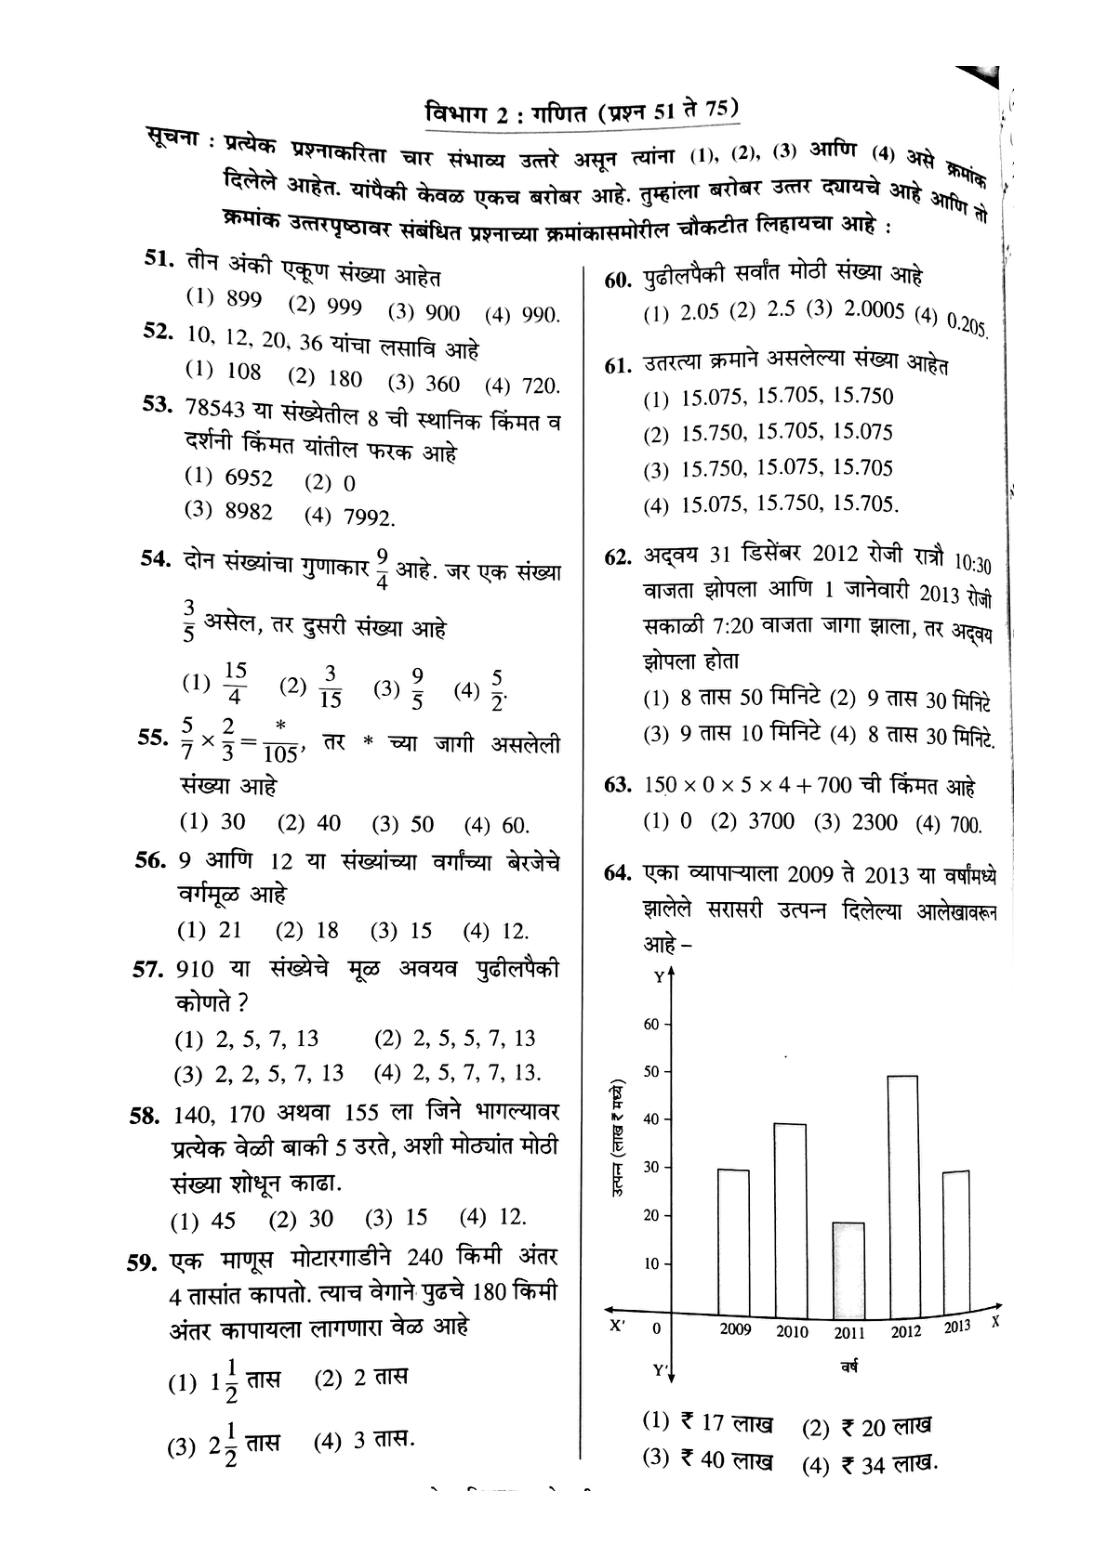 विभाग 2 : गणित (प्रश्न 51 ते 75)
सूचना : प्रत्येक प्रश्नाकरिता चार संभाव्य उत्तरे असून त्यांना (1), (2), (3) आणि (4) असे क्रमांक
दिलेले आहेत. यांपैकी केवळ एकच बरोबर आहे. तुम्हांला बरोबर उत्तर द्यायचे आहे आणि तो
क्रमांक उत्तरपृष्ठावर संबंधित प्रश्नाच्या क्रमांकासमोरील चौकटीत लिहायचा आहे :
51. तीन अंकी एकूण संख्या आहेत
(1) 899 (2) 999 (3) 900 (4) 990.
52. 10, 12, 20, 36 यांचा लसावि आहे
(1) 108 (2) 180 (3) 360 (4) 720.
53. 78543 या संख्येतील 8 ची स्थानिक किंमत व
दर्शनी किंमत यांतील फरक आहे
(1) 6952 (2) 0
(3) 8982 (4) 7992.
54. दोन संख्यांचा गुणाकार 9/4 आहे. जर एक संख्या
3/5 असेल, तर दुसरी संख्या आहे
(1) 15/4 (2) 3/15 (3) 9/5 (4) 5/2.
55. 5/7 × 2/3 = */105, तर * च्या जागी असलेली
संख्या आहे
(1) 30 (2) 40 (3) 50 (4) 60.
56. 9 आणि 12 या संख्यांच्या वर्गांच्या बेरजेचे
वर्गमूळ आहे
(1) 21 (2) 18 (3) 15 (4) 12.
57. 910 या संख्येचे मूळ अवयव पुढीलपैकी
कोणते ?
(1) 2, 5, 7, 13 (2) 2, 5, 5, 7, 13
(3) 2, 2, 5, 7, 13 (4) 2, 5, 7, 7, 13.
58. 140, 170 अथवा 155 ला जिने भागल्यावर
प्रत्येक वेळी बाकी 5 उरते, अशी मोठ्यांत मोठी
संख्या शोधून काढा.
(1) 45 (2) 30 (3) 15 (4) 12.
59. एक माणूस मोटारगाडीने 240 किमी अंतर
4 तासांत कापतो. त्याच वेगाने पुढचे 180 किमी
अंतर कापायला लागणारा वेळ आहे
(1) 1 1/2 तास (2) 2 तास
(3) 2 1/2 तास (4) 3 तास.
60. पुढीलपैकी सर्वांत मोठी संख्या आहे
(1) 2.05 (2) 2.5 (3) 2.0005 (4) 0.205.
61. उतरत्या क्रमाने असलेल्या संख्या आहेत
(1) 15.075, 15.705, 15.750
(2) 15.750, 15.705, 15.075
(3) 15.750, 15.075, 15.705
(4) 15.075, 15.750, 15.705.
62. अद्‌वय 31 डिसेंबर 2012 रोजी रात्रौ 10:30
वाजता झोपला आणि 1 जानेवारी 2013 रोजी
सकाळी 7:20 वाजता जागा झाला, तर अद्‌वय
झोपला होता
(1) 8 तास 50 मिनिटे (2) 9 तास 30 मिनिटे
(3) 9 तास 10 मिनिटे (4) 8 तास 30 मिनिटे.
63. 150 × 0 × 5 × 4 + 700 ची किंमत आहे
(1) 0 (2) 3700 (3) 2300 (4) 700.
64. एका व्यापाऱ्याला 2009 ते 2013 या वर्षांमध्ये
झालेले सरासरी उत्पन्न दिलेल्या आलेखावरून
आहे –
Y
60
50
40
30
20
10
उत्पन्न (लाख ₹ मध्ये)
X' 0 2009 2010 2011 2012 2013 X
Y' वर्ष
(1) ₹ 17 लाख (2) ₹ 20 लाख
(3) ₹ 40 लाख (4) ₹ 34 लाख.